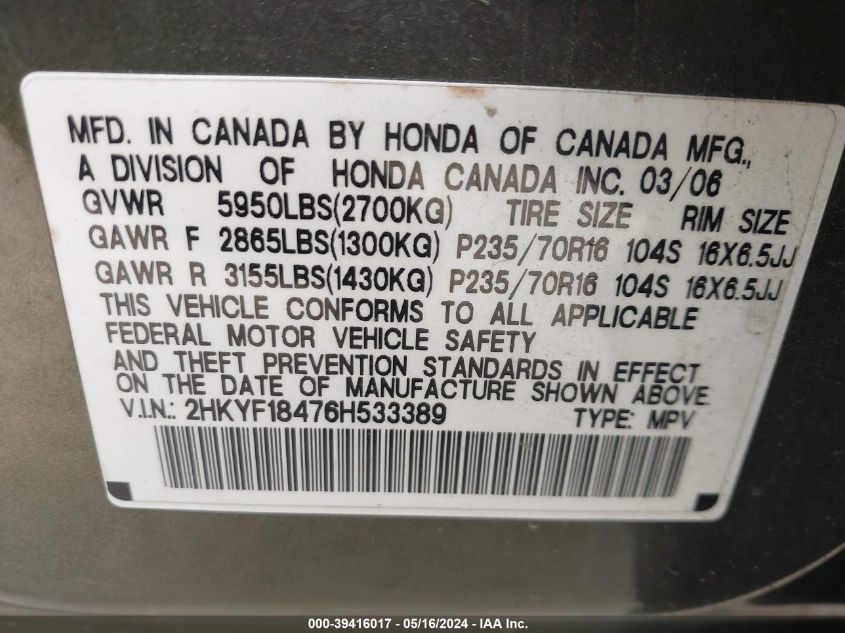 MFD. IN CANADA BY HONDA OF CANADA MFG.,
A DIVISION OF HONDA CANADA INC. 03/06
GVWR 5950LBS(2700KG) TIRE SIZE RIM SIZE
GAWR F 2865LBS(1300KG) P235/70R16 104S 16X6.5JJ
GAWR R 3155LBS(1430KG) P235/70R16 104S 16X6.5JJ
THIS VEHICLE CONFORMS TO ALL APPLICABLE
FEDERAL MOTOR VEHICLE SAFETY
AND THEFT PREVENTION STANDARDS IN EFFECT
ON THE DATE OF MANUFACTURE SHOWN ABOVE.
V.I.N.: 2HKYF18476H533389 TYPE: MPV
000-39416017 - 05/16/2024 - IAA Inc.